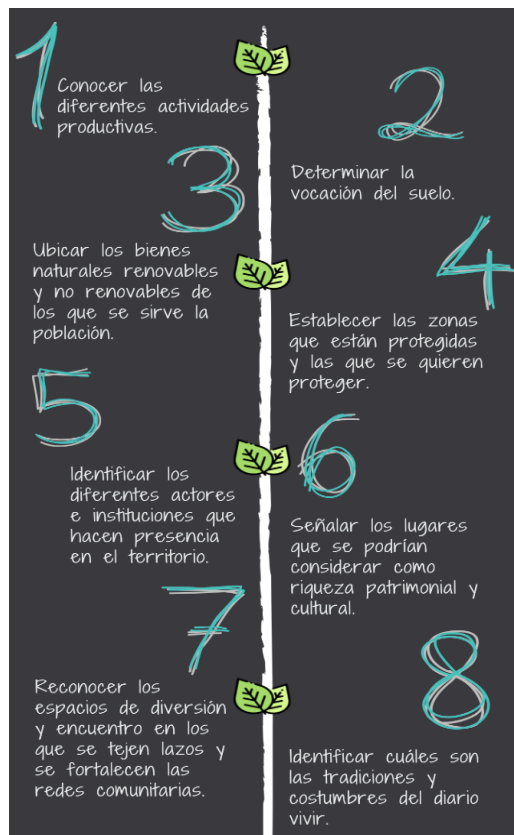 1
Conocer las
diferentes actividades
productivas.
2
Determinar la
vocación del suelo.
3
Ubicar los bienes
naturales renovables
y no renovables de
los que se sirve la
población.
4
Establecer las zonas
que están protegidas
y las que se quieren
proteger.
5
Identificar los
diferentes actores
e instituciones que
hacen presencia
en el territorio.
6
Señalar los lugares
que se podrían
considerar como
riqueza patrimonial y
cultural.
7
Reconocer los
espacios de diversión
y encuentro en los
que se tejen lazos y
se fortalecen las
redes comunitarias.
8
Identificar cuáles son
las tradiciones y
costumbres del diario
vivir.